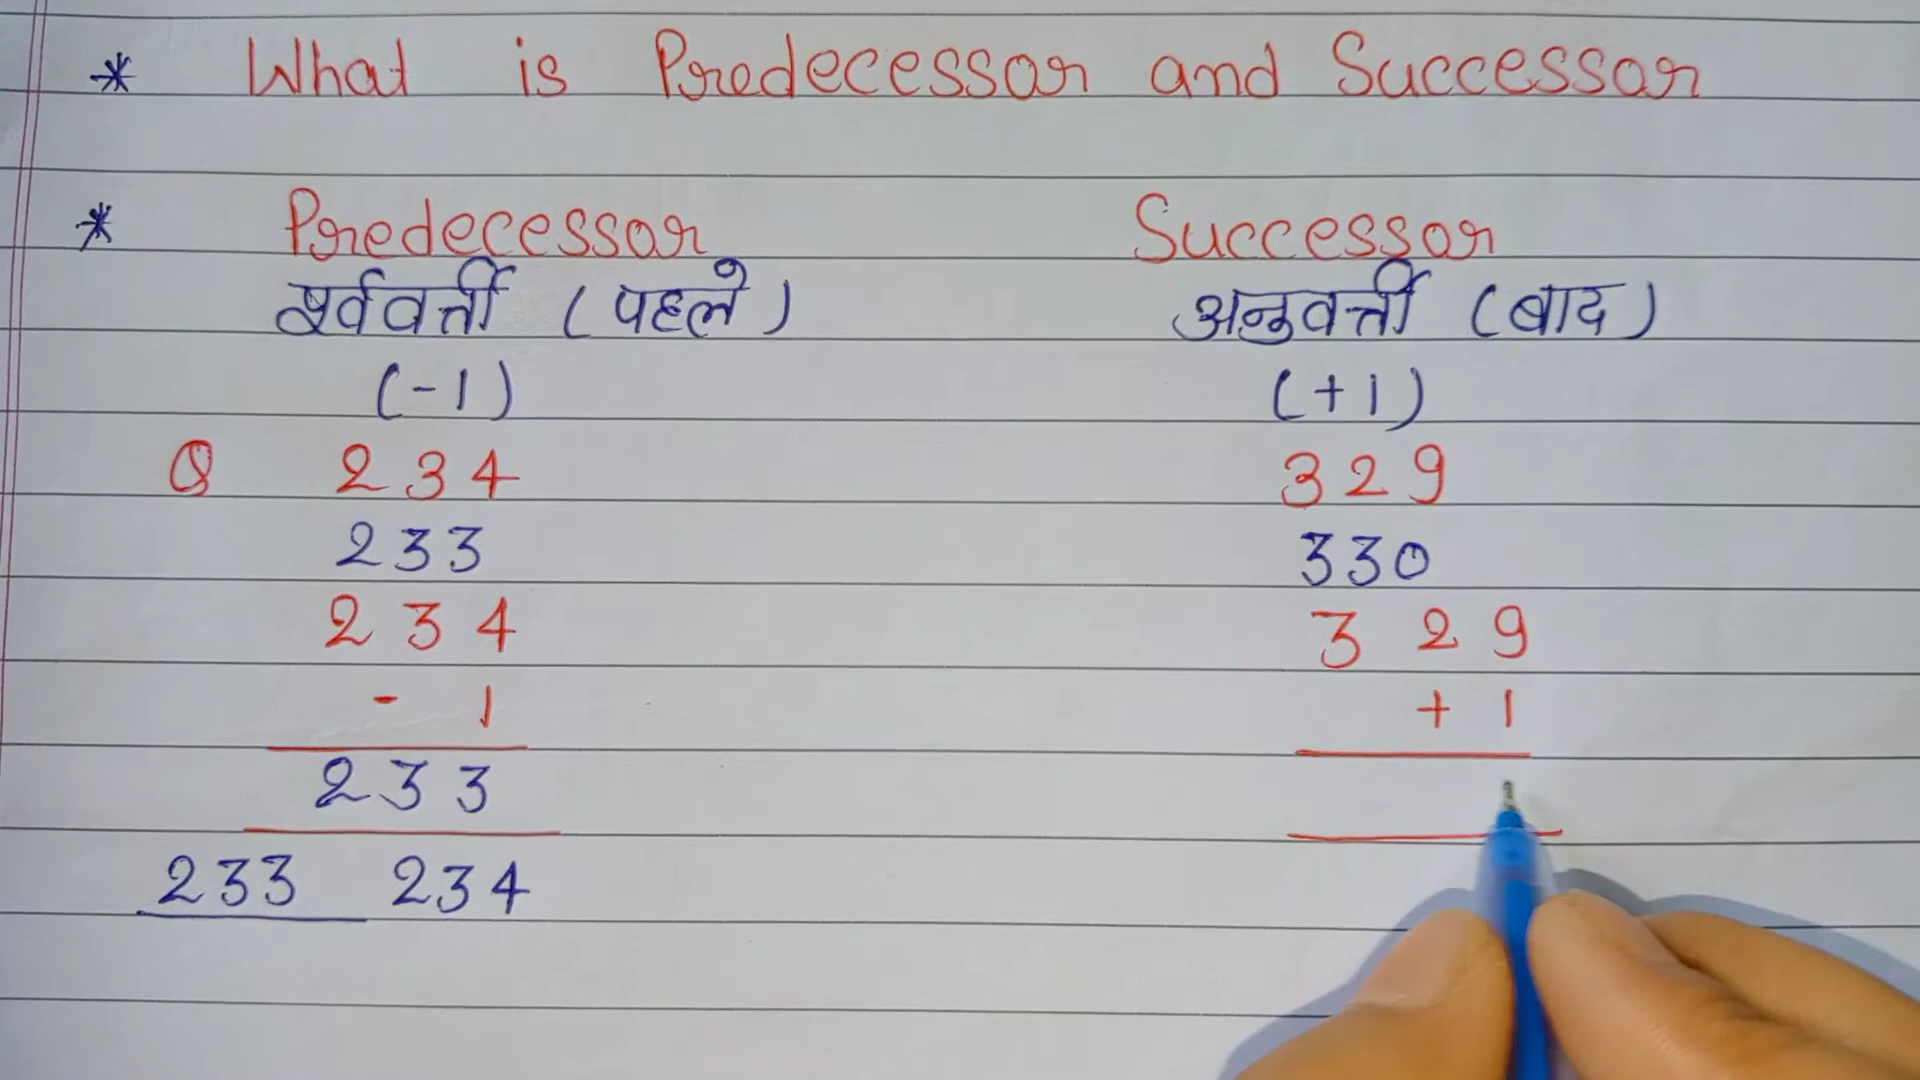 * What is Predecessor and Successor
* Predecessor Successor
पूर्ववर्त्ती (पहले) अनुवर्त्ती (बाद)
(-1) (+1)
Q 234 329
233 330
234 329
- 1 + 1
233
233 234